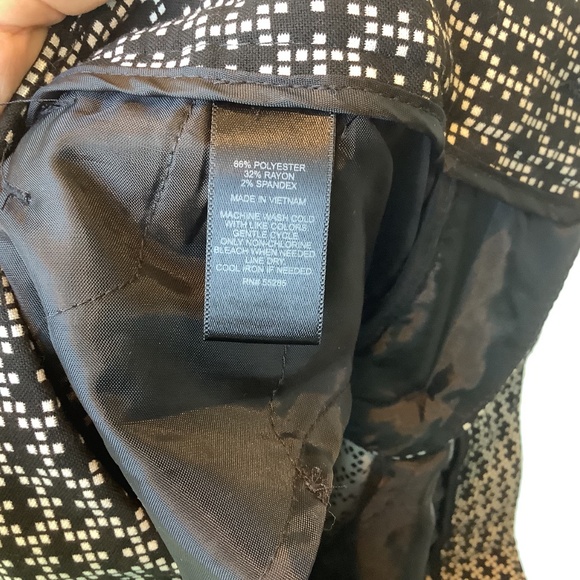 66% POLYESTER
32% RAYON
2% SPANDEX
MADE IN VIETNAM
MACHINE WASH COLD
WITH LIKE COLORS
GENTLE CYCLE
ONLY NON-CHLORINE
BLEACH WHEN NEEDED
LINE DRY
COOL IRON IF NEEDED
RN# 55285